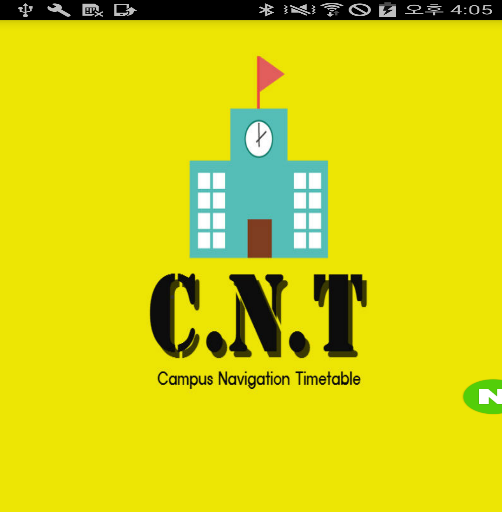 오후 4:05
C.N.T
Campus Navigation Timetable
N